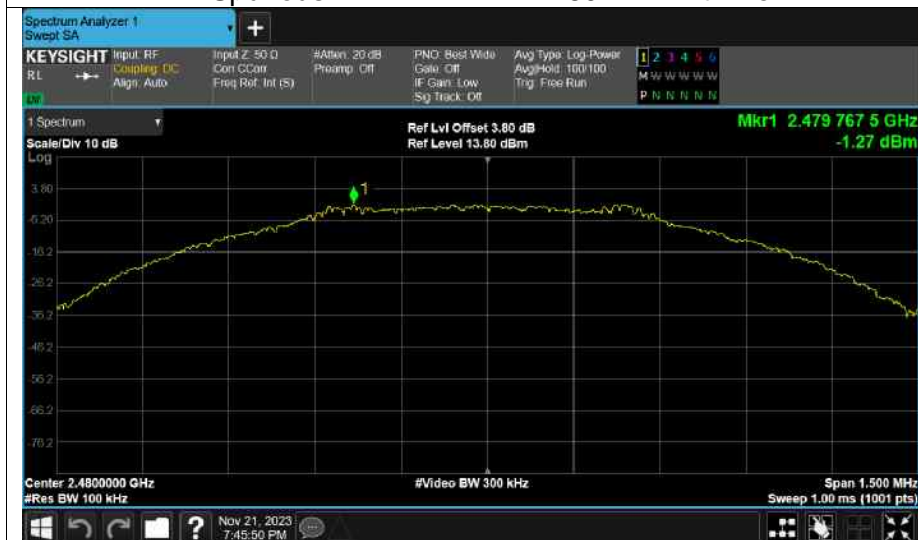 Spectrum Analyzer 1
Swept SA
+
KEYSIGHT
RL
Input: RF
Coupling: DC
Align: Auto
Input Z: 50 Ω
Corr CCorr
Freq Ref: Int (S)
#Atten: 20 dB
Preamp: Off
PNO: Best Wide
Gate: Off
IF Gain: Low
Sig Track: Off
Avg Type: Log-Power
Avg|Hold: 100/100
Trig: Free Run
1 2 3 4 5 6
M W W W W W
P N N N N N
1 Spectrum
Scale/Div 10 dB
Log
Ref Lvl Offset 3.80 dB
Ref Level 13.80 dBm
Mkr1 2.479 767 5 GHz
-1.27 dBm
1
3.80
-6.20
-16.2
-26.2
-36.2
-46.2
-56.2
-66.2
-76.2
Center 2.4800000 GHz
#Res BW 100 kHz
#Video BW 300 kHz
Span 1.500 MHz
Sweep 1.00 ms (1001 pts)
?
Nov 21, 2023
7:45:50 PM